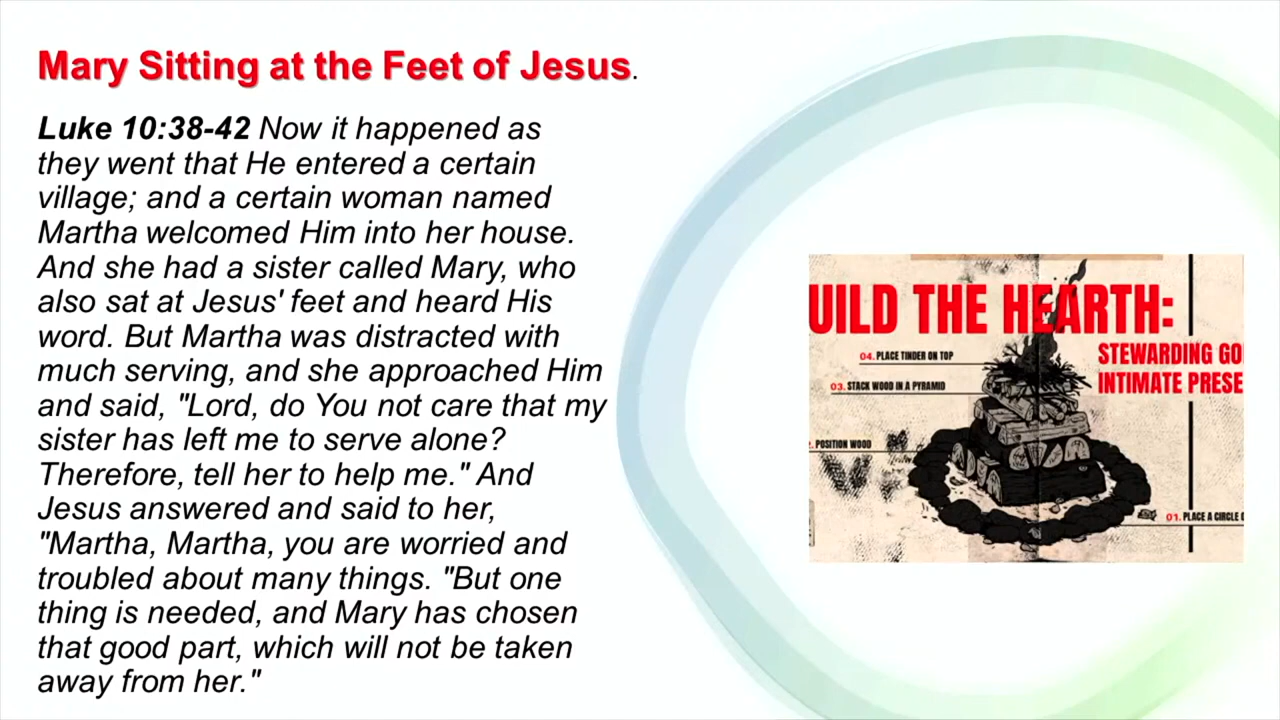 Mary Sitting at the Feet of Jesus.
Luke 10:38-42 Now it happened as
they went that He entered a certain
village; and a certain woman named
Martha welcomed Him into her house.
And she had a sister called Mary, who
also sat at Jesus' feet and heard His
word. But Martha was distracted with
much serving, and she approached Him
and said, "Lord, do You not care that my
sister has left me to serve alone?
Therefore, tell her to help me." And
Jesus answered and said to her,
"Martha, Martha, you are worried and
troubled about many things. "But one
thing is needed, and Mary has chosen
that good part, which will not be taken
away from her."
UILD THE HEARTH:
STEWARDING GO
INTIMATE PRESE
04. PLACE TINDER ON TOP
03. STACK WOOD IN A PYRAMID
. POSITION WOOD
01. PLACE A CIRCLE